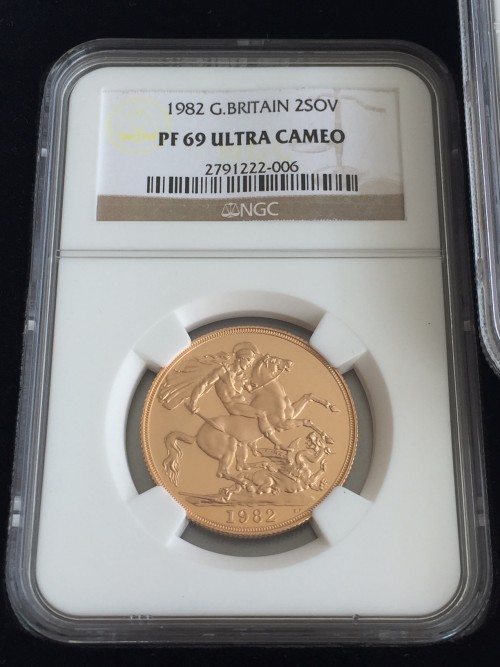 1982 G.BRITAIN 2SOV
PF 69 ULTRA CAMEO
2791222-006
NGC
1982